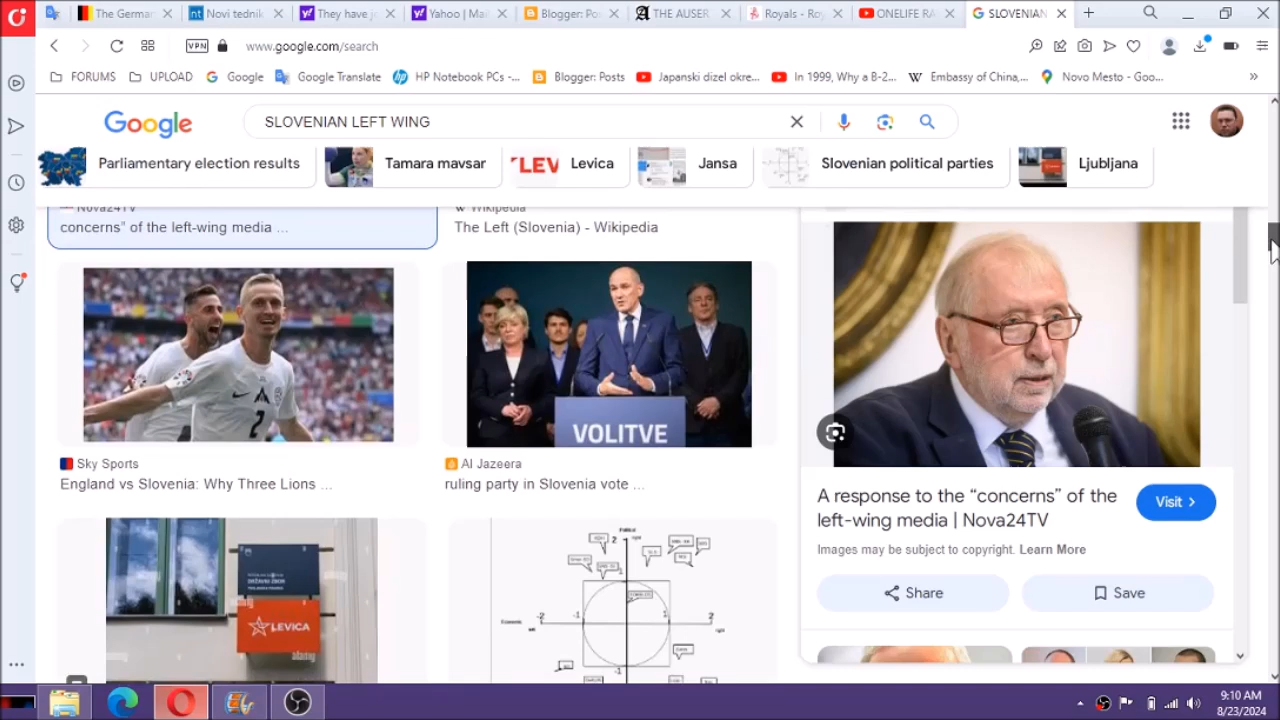 The German
Novi tednik
They have j
Yahoo | Ma
Blogger: Po
THE AUSER
Royals - Roy
ONELIFE RA
SLOVENIAN
VPN
www.google.com/search
FORUMS
UPLOAD
Google
Google Translate
HP Notebook PCs -...
Blogger: Posts
Japanski dizel okre...
In 1999, Why a B-2...
Embassy of China,...
Novo Mesto - Goo...
Google
SLOVENIAN LEFT WING
Parliamentary election results
Tamara mavsar
LEV
Levica
Jansa
Slovenian political parties
Ljubljana
Nova24TV
concerns” of the left-wing media ...
Wikipedia
The Left (Slovenia) - Wikipedia
VOLITVE
Sky Sports
England vs Slovenia: Why Three Lions ...
Al Jazeera
ruling party in Slovenia vote ...
DRŽAVNI ZBOR
LEVICA
alamy
A response to the “concerns” of the
left-wing media | Nova24TV
Visit
Images may be subject to copyright. Learn More
Share
Save
9:10 AM
8/23/2024